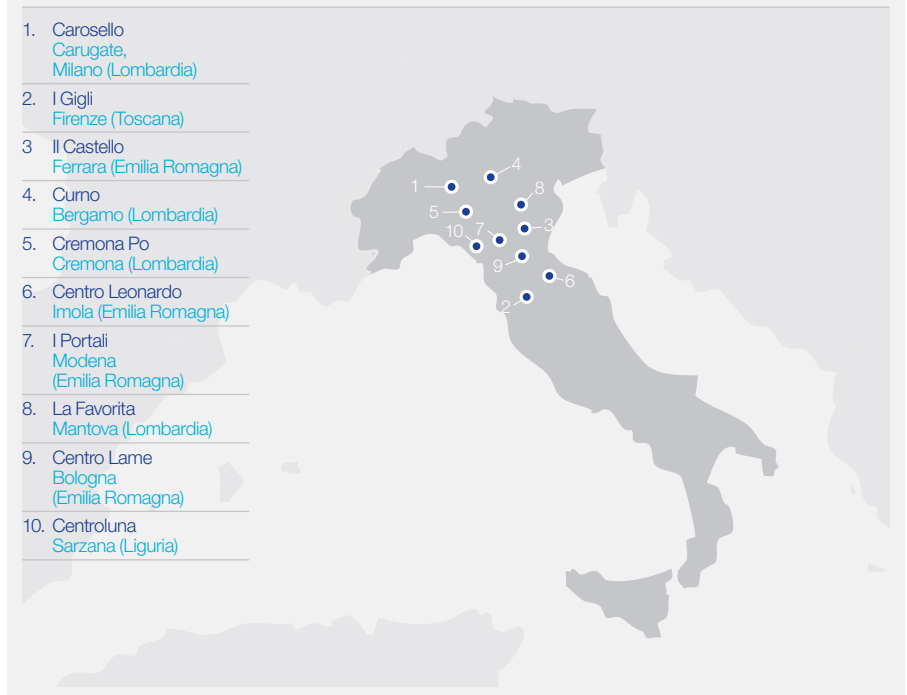 1. Carosello
Carugate,
Milano (Lombardia)
2. I Gigli
Firenze (Toscana)
3 Il Castello
Ferrara (Emilia Romagna)
4. Curno
Bergamo (Lombardia)
5. Cremona Po
Cremona (Lombardia)
6. Centro Leonardo
Imola (Emilia Romagna)
7. I Portali
Modena
(Emilia Romagna)
8. La Favorita
Mantova (Lombardia)
9. Centro Lame
Bologna
(Emilia Romagna)
10. Centroluna
Sarzana (Liguria)
4
1
8
5
10
7
3
9
6
2